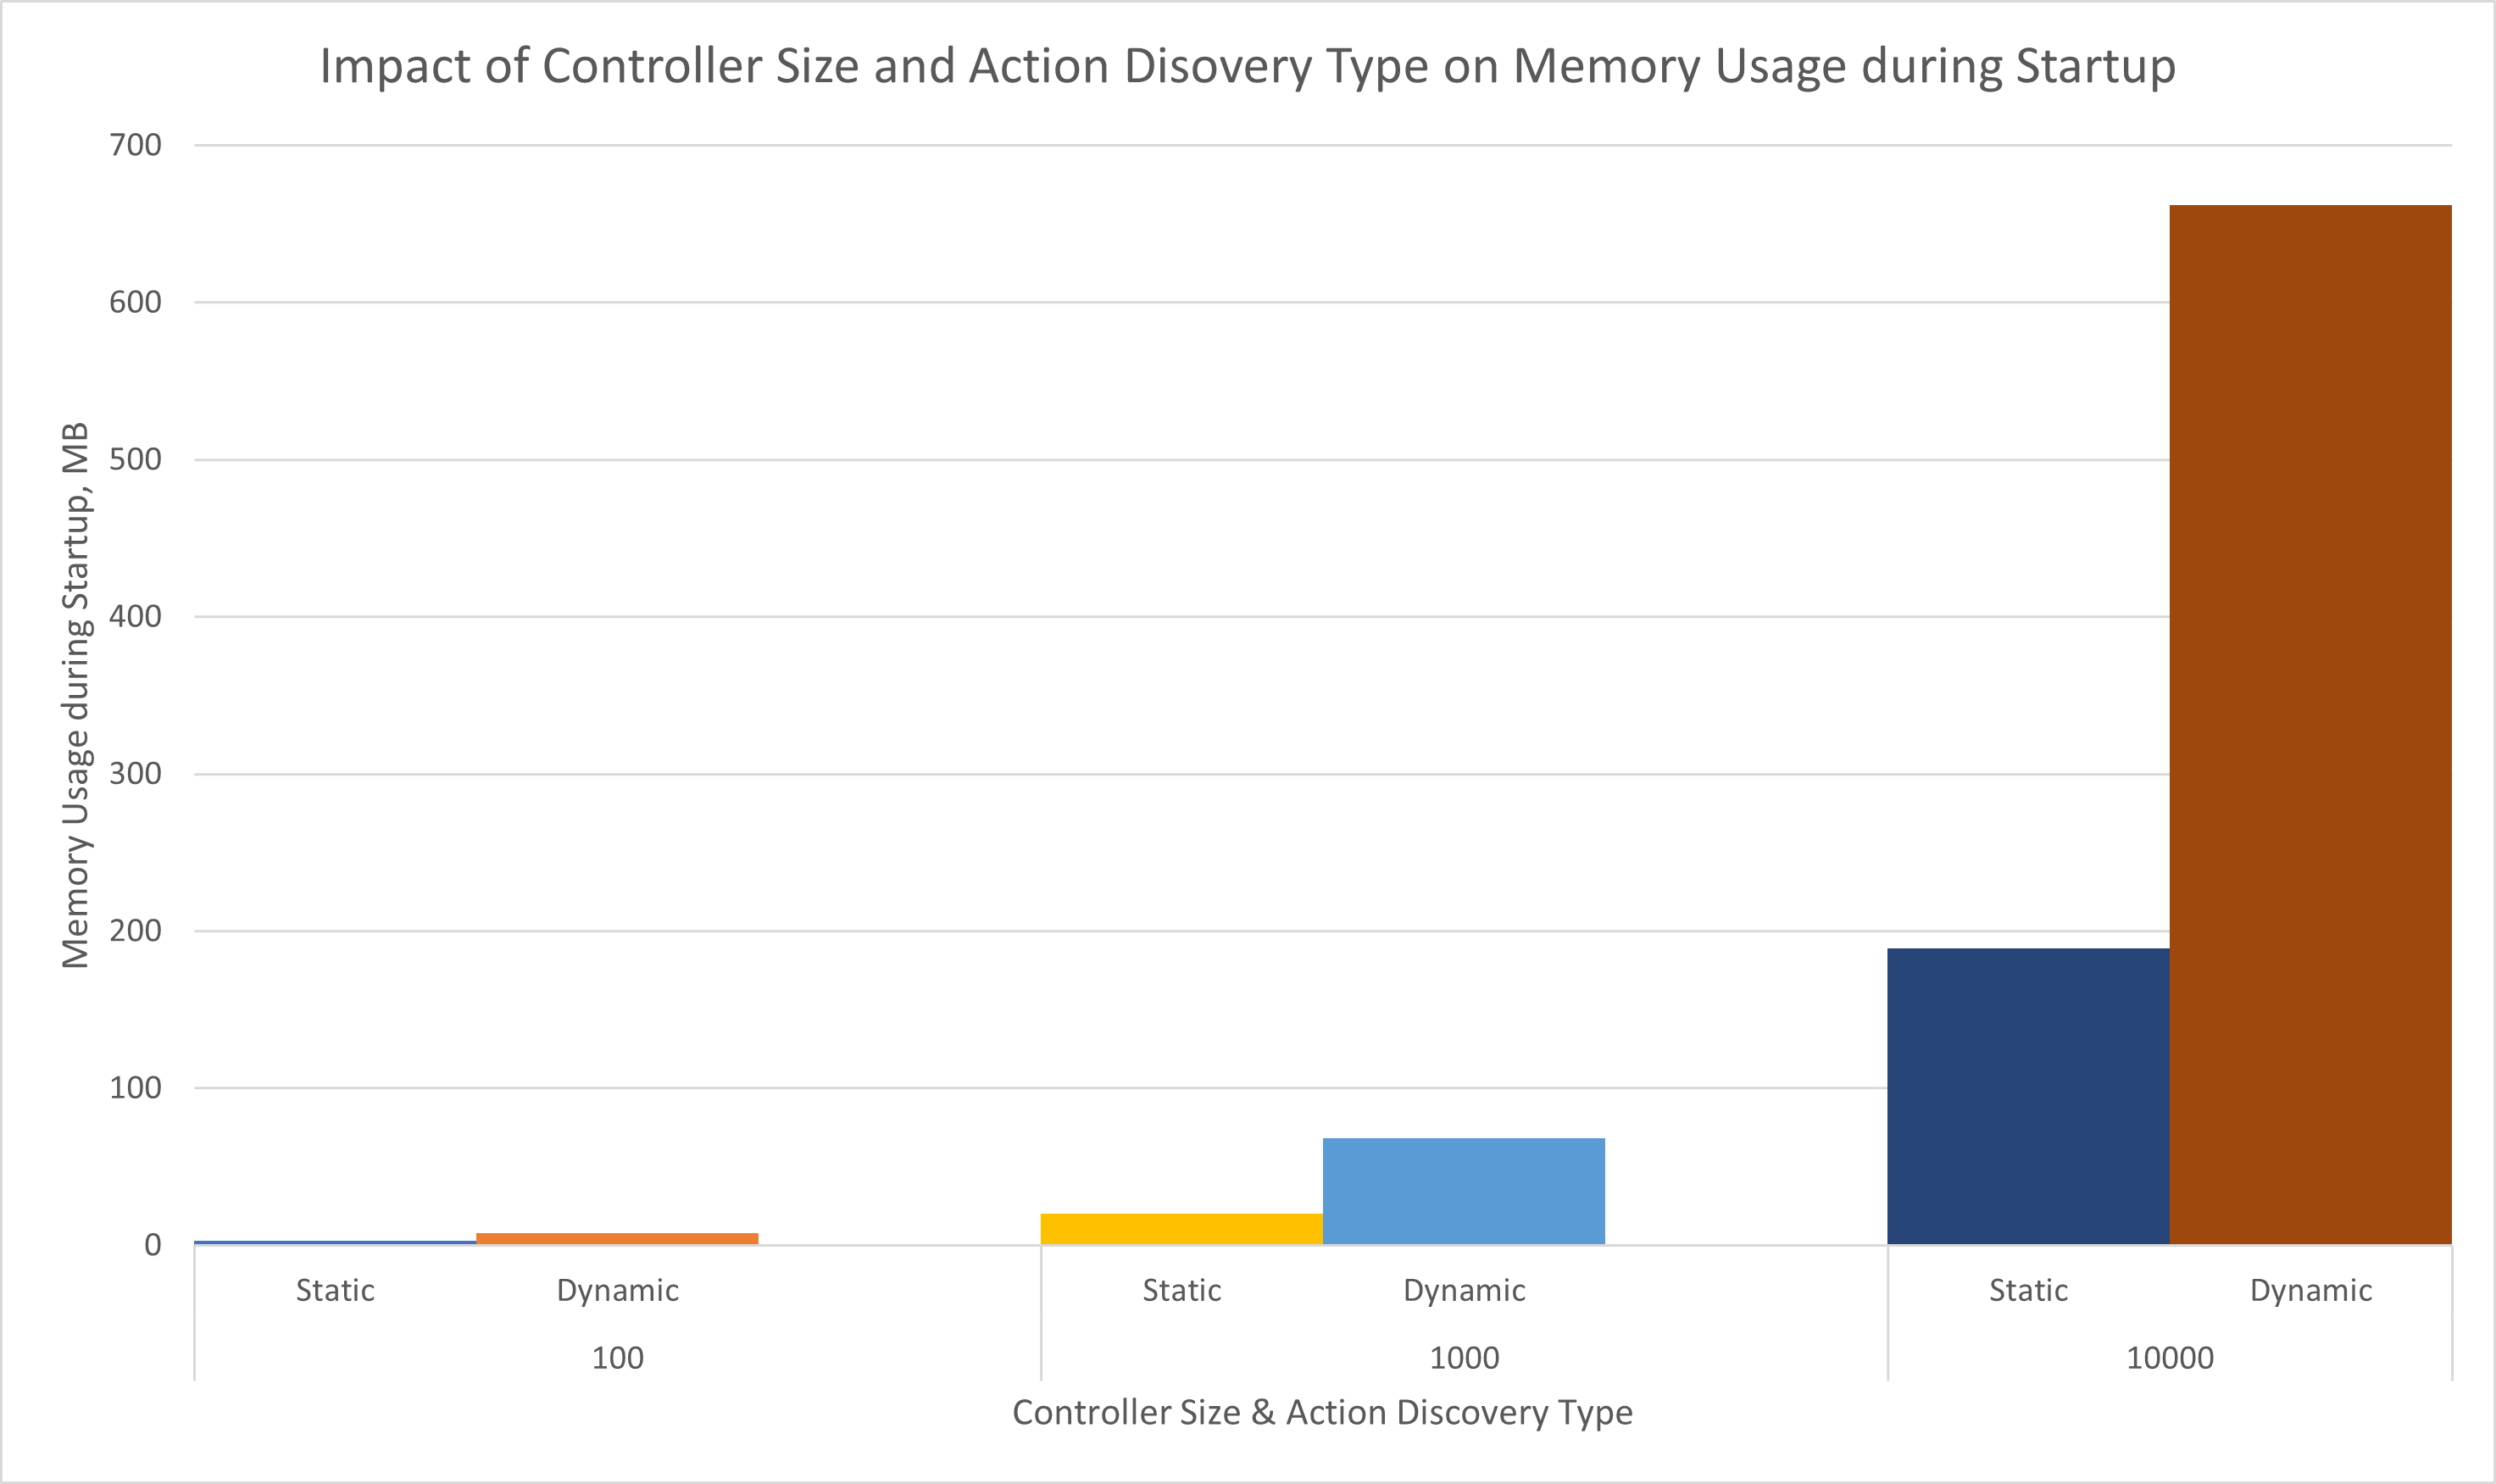 Impact of Controller Size and Action Disovery Type on Memory Usage during Startup
Memory Usage during Startup, MB
700
600
500
400
300
200
100
0
Static Dynamic Static Dynamic Static Dynamic
100 1000 10000
Controller Size & Action Discovery Type